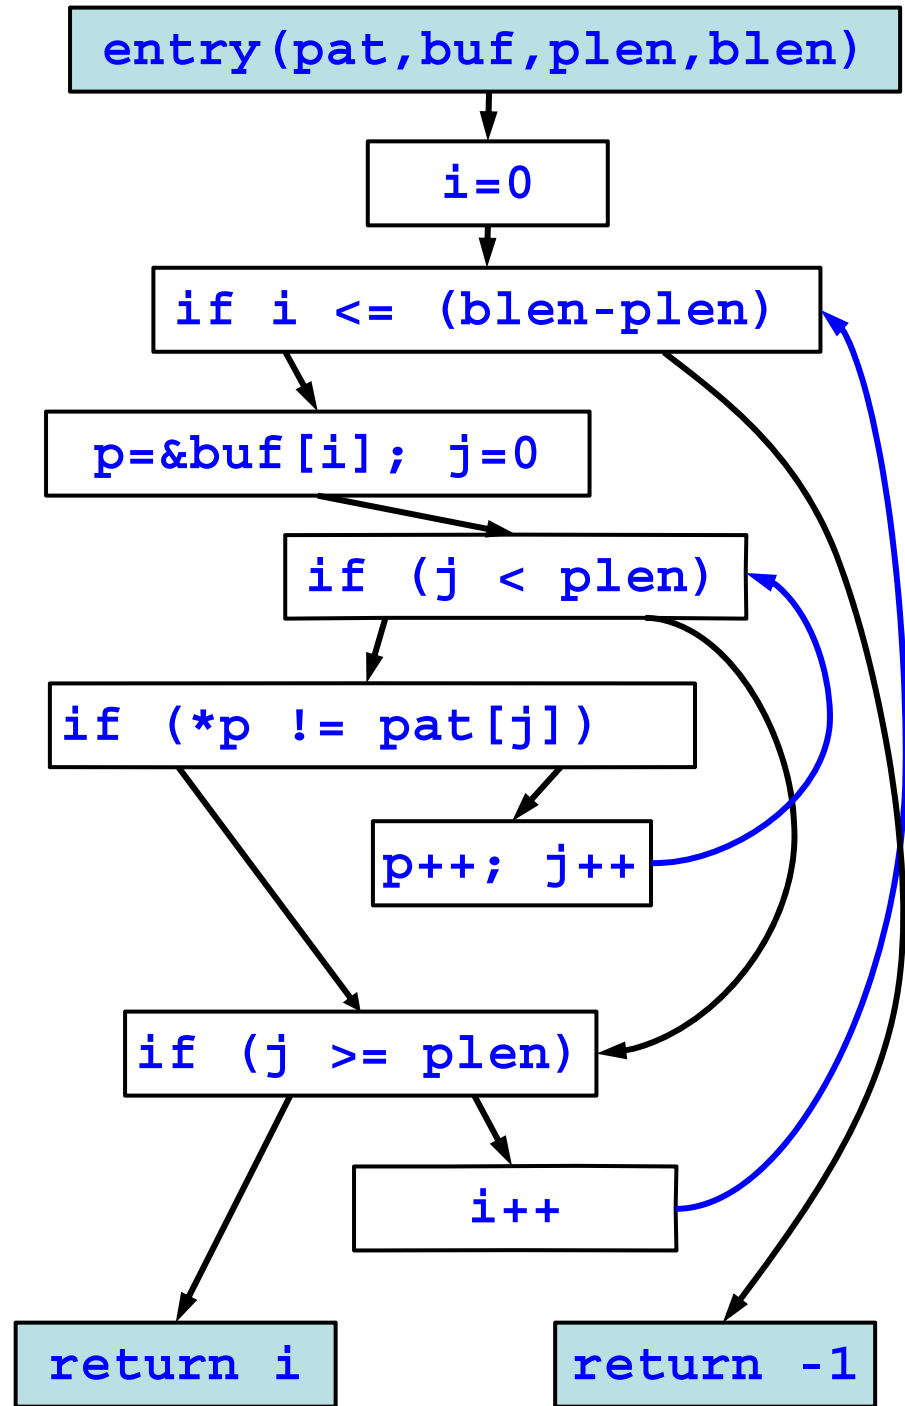 entry(pat,buf,plen,blen)
i=0
if i <= (blen-plen)
p=&buf[i]; j=0
if (j < plen)
if (*p != pat[j])
p++; j++
if (j >= plen)
i++
return i
return -1